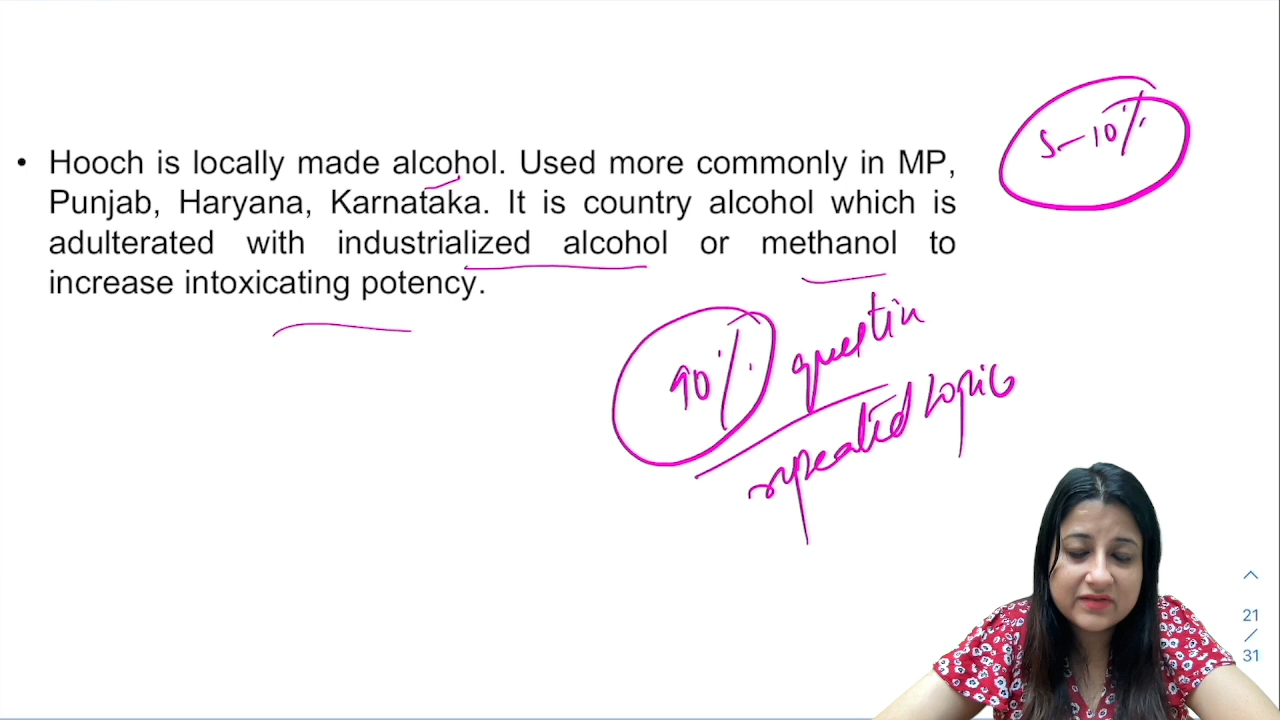 • Hooch is locally made alcohol. Used more commonly in MP,
Punjab, Haryana, Karnataka. It is country alcohol which is
adulterated with industrialized alcohol or methanol to
increase intoxicating potency.
5-10%
90% question
repeated topics
21
/
31